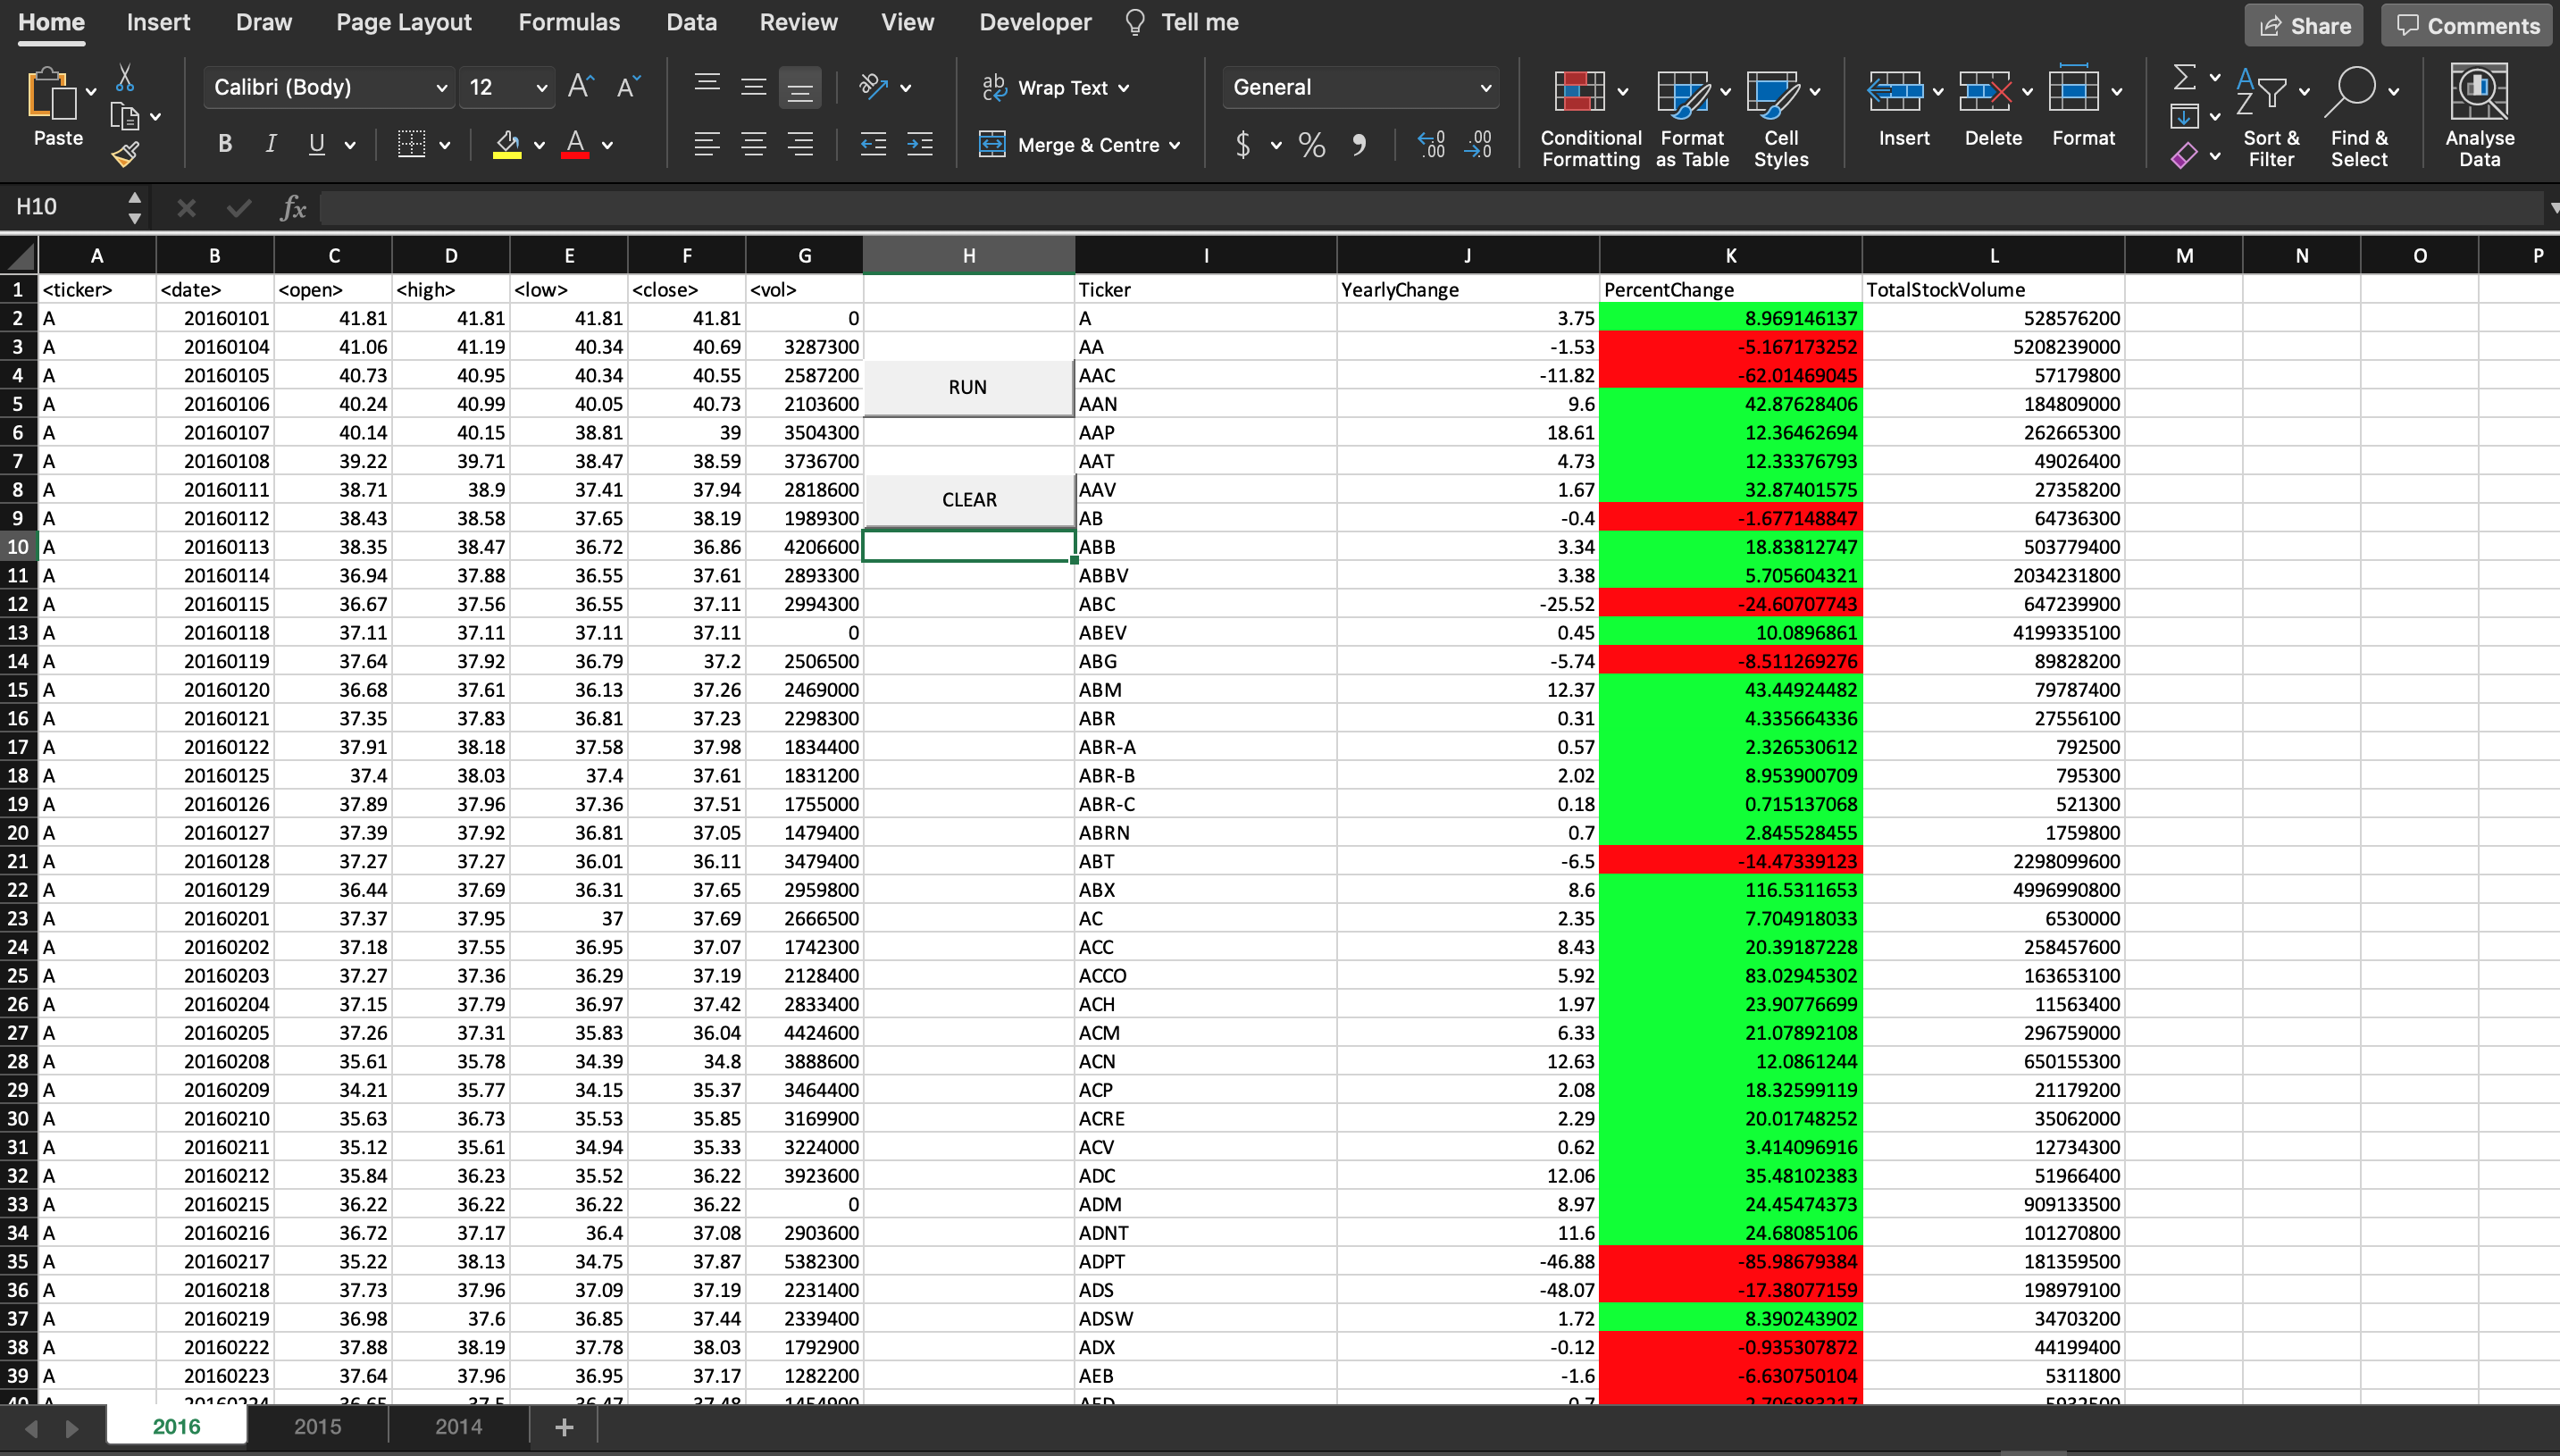 Home Insert Draw Page Layout Formulas Data Review View Developer Tell me Share Comments
Paste Calibri (Body) 12 Wrap Text General Conditional Formatting Format as Table Cell Styles Insert Delete Format Sort & Filter Find & Select Analyse Data
B I U Merge & Centre $ %
H10 fx
A B C D E F G H I J K L M N O P
1 <ticker> <date> <open> <high> <low> <close> <vol> Ticker YearlyChange PercentChange TotalStockVolume
2 A 20160101 41.81 41.81 41.81 41.81 0 A 3.75 8.969146137 528576200
3 A 20160104 41.06 41.19 40.34 40.69 3287300 AA -1.53 -5.167173252 5208239000
4 A 20160105 40.73 40.95 40.34 40.55 2587200 RUN AAC -11.82 -62.01469045 57179800
5 A 20160106 40.24 40.99 40.05 40.73 2103600 AAN 9.6 42.87628406 184809000
6 A 20160107 40.14 40.15 38.81 39 3504300 AAP 18.61 12.36462694 262665300
7 A 20160108 39.22 39.71 38.47 38.59 3736700 AAT 4.73 12.33376793 49026400
8 A 20160111 38.71 38.9 37.41 37.94 2818600 CLEAR AAV 1.67 32.87401575 27358200
9 A 20160112 38.43 38.58 37.65 38.19 1989300 AB -0.4 -1.677148847 64736300
10 A 20160113 38.35 38.47 36.72 36.86 4206600 ABB 3.34 18.83812747 503779400
11 A 20160114 36.94 37.88 36.55 37.61 2893300 ABBV 3.38 5.705604321 2034231800
12 A 20160115 36.67 37.56 36.55 37.11 2994300 ABC -25.52 -24.60707743 647239900
13 A 20160118 37.11 37.11 37.11 37.11 0 ABEV 0.45 10.0896861 4199335100
14 A 20160119 37.64 37.92 36.79 37.2 2506500 ABG -5.74 -8.511269276 89828200
15 A 20160120 36.68 37.61 36.13 37.26 2469000 ABM 12.37 43.44924482 79787400
16 A 20160121 37.35 37.83 36.81 37.23 2298300 ABR 0.31 4.335664336 27556100
17 A 20160122 37.91 38.18 37.58 37.98 1834400 ABR-A 0.57 2.326530612 792500
18 A 20160125 37.4 38.03 37.4 37.61 1831200 ABR-B 2.02 8.953900709 795300
19 A 20160126 37.89 37.96 37.36 37.51 1755000 ABR-C 0.18 0.715137068 521300
20 A 20160127 37.39 37.92 36.81 37.05 1479400 ABRN 0.7 2.845528455 1759800
21 A 20160128 37.27 37.27 36.01 36.11 3479400 ABT -6.5 -14.47339123 2298099600
22 A 20160129 36.44 37.69 36.31 37.65 2959800 ABX 8.6 116.5311653 4996990800
23 A 20160201 37.37 37.95 37 37.69 2666500 AC 2.35 7.704918033 6530000
24 A 20160202 37.18 37.55 36.95 37.07 1742300 ACC 8.43 20.39187228 258457600
25 A 20160203 37.27 37.36 36.29 37.19 2128400 ACCO 5.92 83.02945302 163653100
26 A 20160204 37.15 37.79 36.97 37.42 2833400 ACH 1.97 23.90776699 11563400
27 A 20160205 37.26 37.31 35.83 36.04 4424600 ACM 6.33 21.07892108 296759000
28 A 20160208 35.61 35.78 34.39 34.8 3888600 ACN 12.63 12.0861244 650155300
29 A 20160209 34.21 35.77 34.15 35.37 3464400 ACP 2.08 18.32599119 21179200
30 A 20160210 35.63 36.73 35.53 35.85 3169900 ACRE 2.29 20.01748252 35062000
31 A 20160211 35.12 35.61 34.94 35.33 3224000 ACV 0.62 3.414096916 12734300
32 A 20160212 35.84 36.23 35.52 36.22 3923600 ADC 12.06 35.48102383 51966400
33 A 20160215 36.22 36.22 36.22 36.22 0 ADM 8.97 24.45474373 909133500
34 A 20160216 36.72 37.17 36.4 37.08 2903600 ADNT 11.6 24.68085106 101270800
35 A 20160217 35.22 38.13 34.75 37.87 5382300 ADPT -46.88 -85.98679384 181359500
36 A 20160218 37.73 37.96 37.09 37.19 2231400 ADS -48.07 -17.38077159 198979100
37 A 20160219 36.98 37.6 36.85 37.44 2339400 ADSW 1.72 8.390243902 34703200
38 A 20160222 37.88 38.19 37.78 38.03 1792900 ADX -0.12 -0.935307872 44199400
39 A 20160223 37.64 37.96 36.95 37.17 1282200 AEB -1.6 -6.630750104 5311800
2016 2015 2014 +